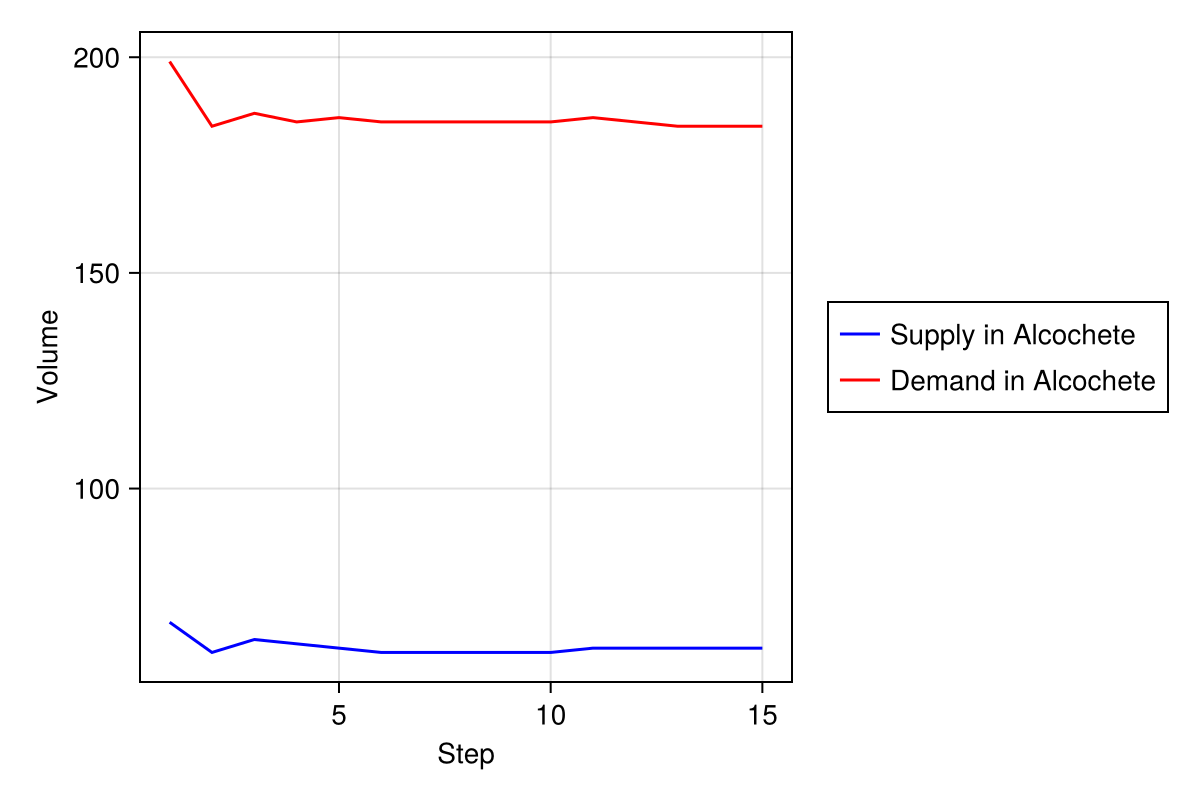 200
150
100
Volume
5 10 15
Step
Supply in Alcochete
Demand in Alcochete